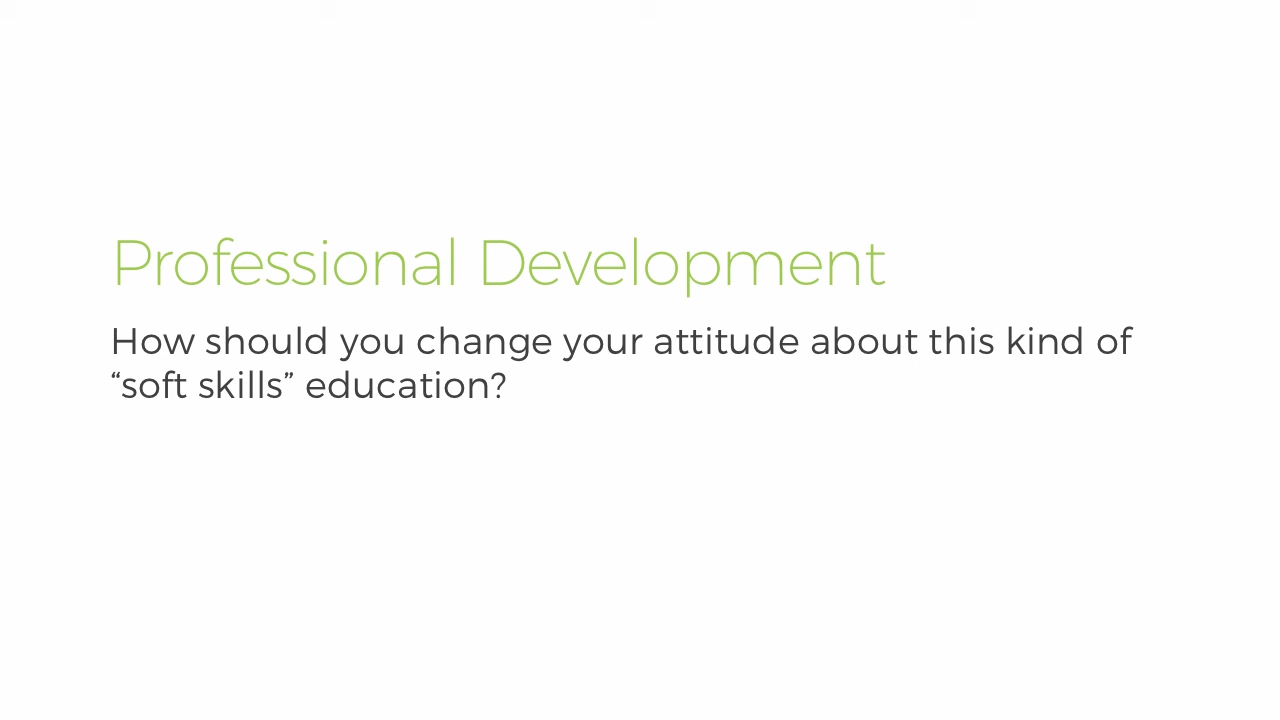 Professional Development
How should you change your attitude about this kind of
“soft skills” education?